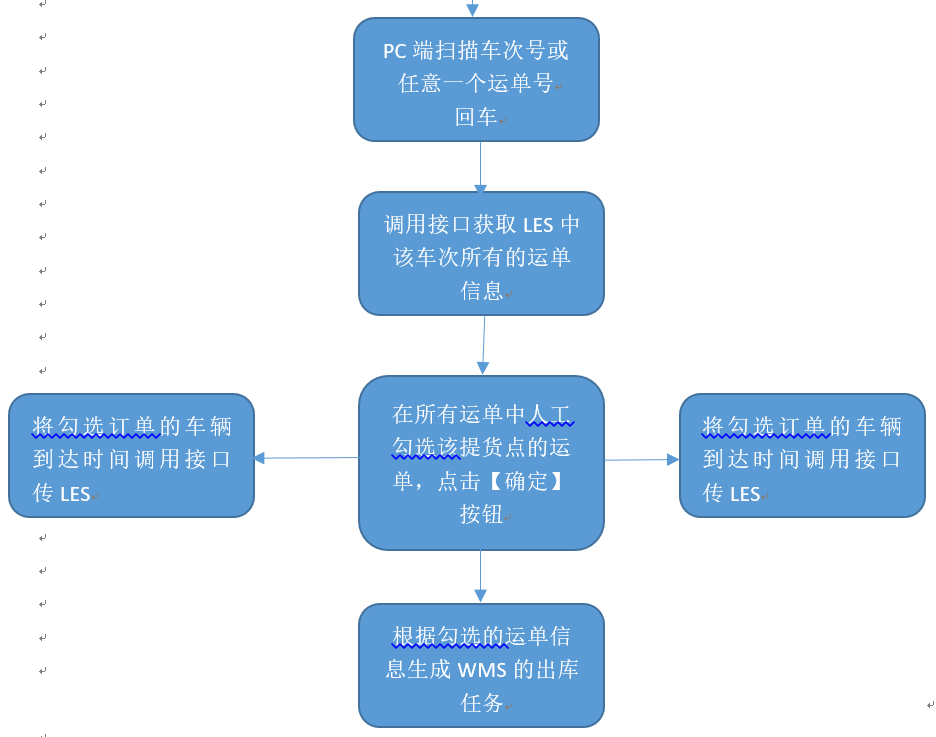 PC 端扫描车次号或
任意一个运单号
回车
调用接口获取 LES 中
该车次所有的运单
信息
将勾选订单的车辆
到达时间调用接口
传 LES
在所有运单中人工
勾选该提货点的运
单，点击【确定】
按钮
将勾选订单的车辆
到达时间调用接口
传 LES
根据勾选的运单信
息生成 WMS 的出库
任务